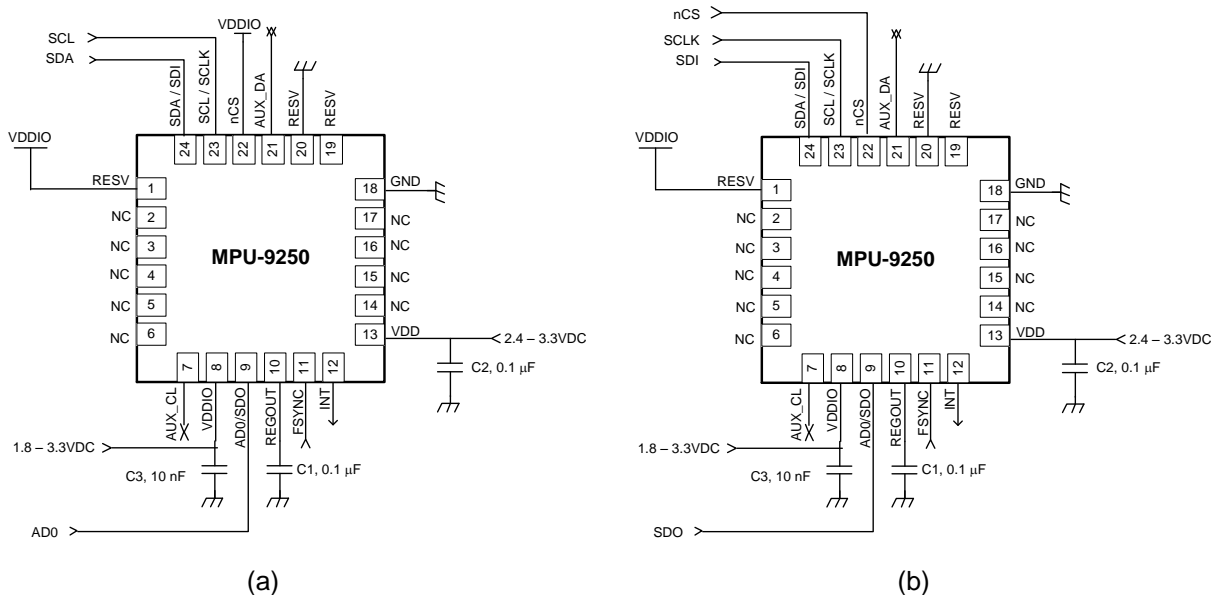 VDDIO
SCL
SDA
SDA / SDI
SCL / SCLK
nCS
AUX_DA
RESV
RESV
24
23
22
21
20
19
VDDIO
RESV
1
NC 2
NC 3
NC 4
NC 5
NC 6
18 GND
17 NC
16 NC
15 NC
14 NC
13 VDD
2.4 – 3.3VDC
C2, 0.1 µF
MPU-9250
7
8
9
10
11
12
AUX_CL
VDDIO
AD0/SDO
REGOUT
FSYNC
INT
1.8 – 3.3VDC
C3, 10 nF
C1, 0.1 µF
AD0
(a)
nCS
SCLK
SDI
SDA / SDI
SCL / SCLK
nCS
AUX_DA
RESV
RESV
24
23
22
21
20
19
VDDIO
RESV
1
NC 2
NC 3
NC 4
NC 5
NC 6
18 GND
17 NC
16 NC
15 NC
14 NC
13 VDD
2.4 – 3.3VDC
C2, 0.1 µF
MPU-9250
7
8
9
10
11
12
AUX_CL
VDDIO
AD0/SDO
REGOUT
FSYNC
INT
1.8 – 3.3VDC
C3, 10 nF
C1, 0.1 µF
SDO
(b)